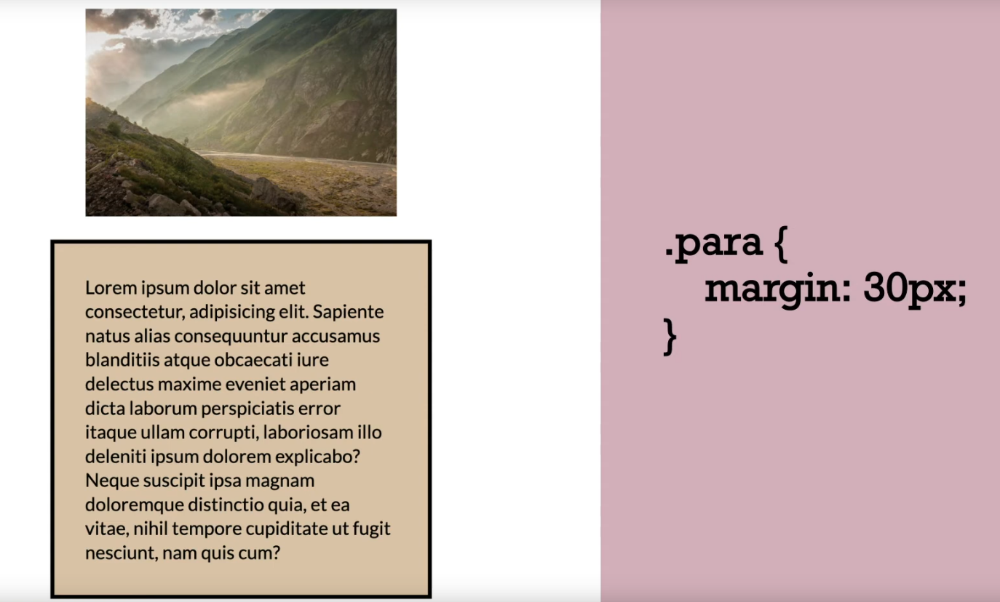 Lorem ipsum dolor sit amet
consectetur, adipisicing elit. Sapiente
natus alias consequuntur accusamus
blanditiis atque obcaecati iure
delectus maxime eveniet aperiam
dicta laborum perspiciatis error
itaque ullam corrupti, laboriosam illo
deleniti ipsum dolorem explicabo?
Neque suscipit ipsa magnam
doloremque distinctio quia, et ea
vitae, nihil tempore cupiditate ut fugit
nesciunt, nam quis cum?
.para {
margin: 30px;
}